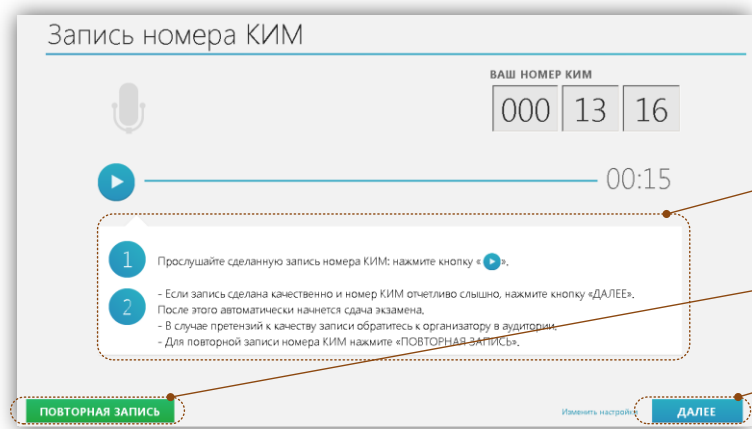 Запись номера КИМ
ВАШ НОМЕР КИМ
000 13 16
00:15
1 Прослушайте сделанную запись номера КИМ: нажмите кнопку « ».
2 - Если запись сделана качественно и номер КИМ отчетливо слышно, нажмите кнопку «ДАЛЕЕ».
После этого автоматически начнется сдача экзамена.
- В случае претензий к качеству записи обратитесь к организатору в аудитории.
- Для повторной записи номера КИМ нажмите «ПОВТОРНАЯ ЗАПИСЬ».
ПОВТОРНАЯ ЗАПИСЬ
Изменить настройки
ДАЛЕЕ